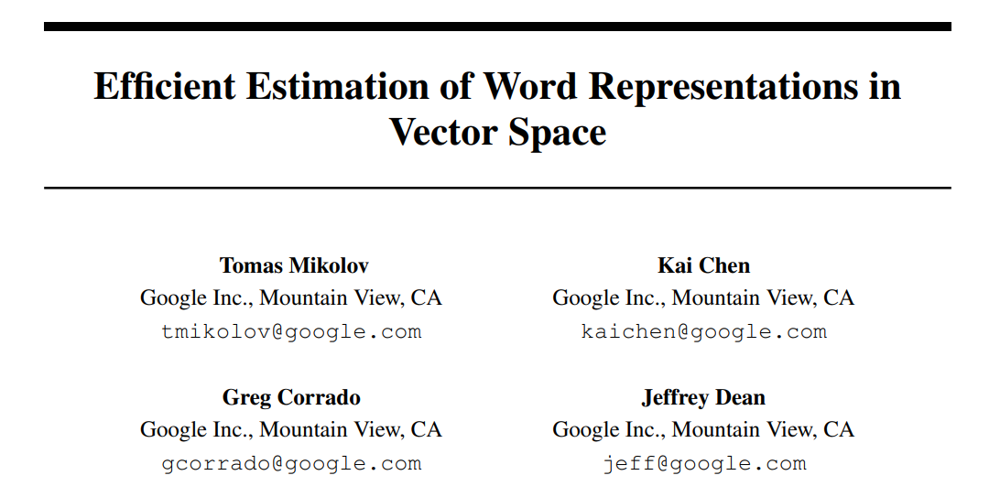 Efficient Estimation of Word Representations in
Vector Space
Tomas Mikolov
Google Inc., Mountain View, CA
tmikolov@google.com
Kai Chen
Google Inc., Mountain View, CA
kaichen@google.com
Greg Corrado
Google Inc., Mountain View, CA
gcorrado@google.com
Jeffrey Dean
Google Inc., Mountain View, CA
jeff@google.com